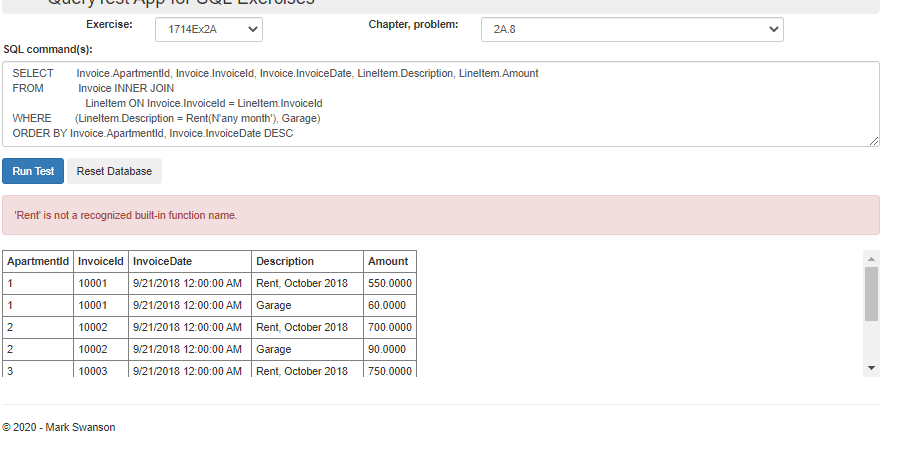 QueryTest App for SQL Exercises
Exercise: 1714Ex2A Chapter, problem: 2A.8
SQL command(s):
SELECT Invoice.ApartmentId, Invoice.InvoiceId, Invoice.InvoiceDate, LineItem.Description, LineItem.Amount
FROM Invoice INNER JOIN
LineItem ON Invoice.InvoiceId = LineItem.InvoiceId
WHERE (LineItem.Description = Rent(N'any month'), Garage)
ORDER BY Invoice.ApartmentId, Invoice.InvoiceDate DESC
Run Test Reset Database
'Rent' is not a recognized built-in function name.
ApartmentId InvoiceId InvoiceDate Description Amount
1 10001 9/21/2018 12:00:00 AM Rent, October 2018 550.0000
1 10001 9/21/2018 12:00:00 AM Garage 60.0000
2 10002 9/21/2018 12:00:00 AM Rent, October 2018 700.0000
2 10002 9/21/2018 12:00:00 AM Garage 90.0000
3 10003 9/21/2018 12:00:00 AM Rent, October 2018 750.0000
© 2020 - Mark Swanson